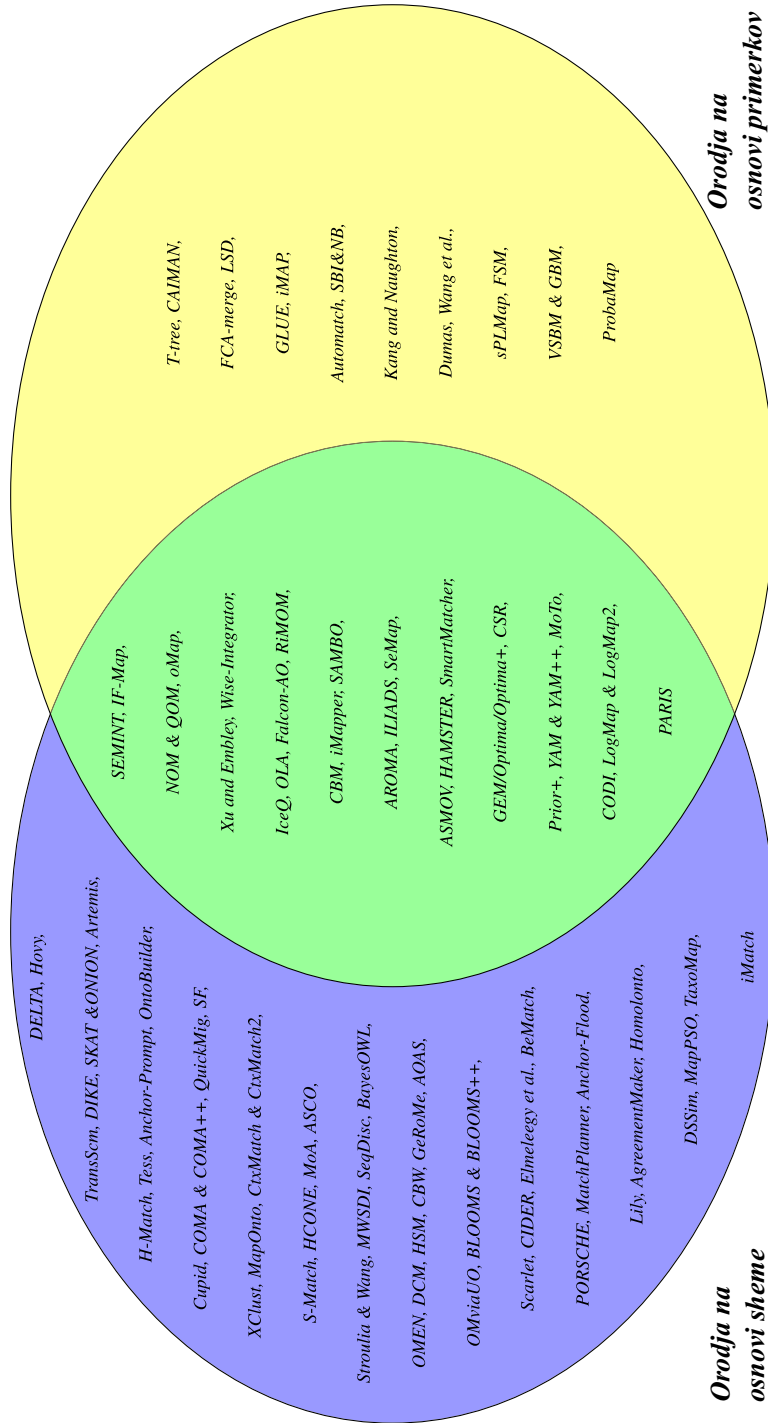 DELTA, Hovy,
TransScm, DIKE, SKAT &ONION, Artemis,
H-Match, Tess, Anchor-Prompt, OntoBuilder,
Cupid, COMA & COMA++, QuickMig, SF,
XClust, MapOnto, CtxMatch & CtxMatch2,
S-Match, HCONE, MoA, ASCO,
Stroulia & Wang, MWSDI, SeqDisc, BayesOWL,
OMEN, DCM, HSM, CBW, GeRoMe, AOAS,
OMviaUO, BLOOMS & BLOOMS++,
Scarlet, CIDER, Elmeleegy et al., BeMatch,
PORSCHE, MatchPlanner, Anchor-Flood,
Lily, AgreementMaker, Homolonto,
DSSim, MapPSO, TaxoMap,
iMatch
SEMINT, IF-Map,
NOM & QOM, oMap,
Xu and Embley, Wise-Integrator,
IceQ, OLA, Falcon-AO, RiMOM,
CBM, iMapper, SAMBO,
AROMA, ILIADS, SeMap,
ASMOV, HAMSTER, SmartMatcher,
GEM/Optima/Optima+, CSR,
Prior+, YAM & YAM++, MoTo,
CODI, LogMap & LogMap2,
PARIS
T-tree, CAIMAN,
FCA-merge, LSD,
GLUE, iMAP,
Automatch, SBI&NB,
Kang and Naughton,
Dumas, Wang et al.,
sPLMap, FSM,
VSBM & GBM,
ProbaMap
Orodja na
osnovi sheme
Orodja na
osnovi primerkov